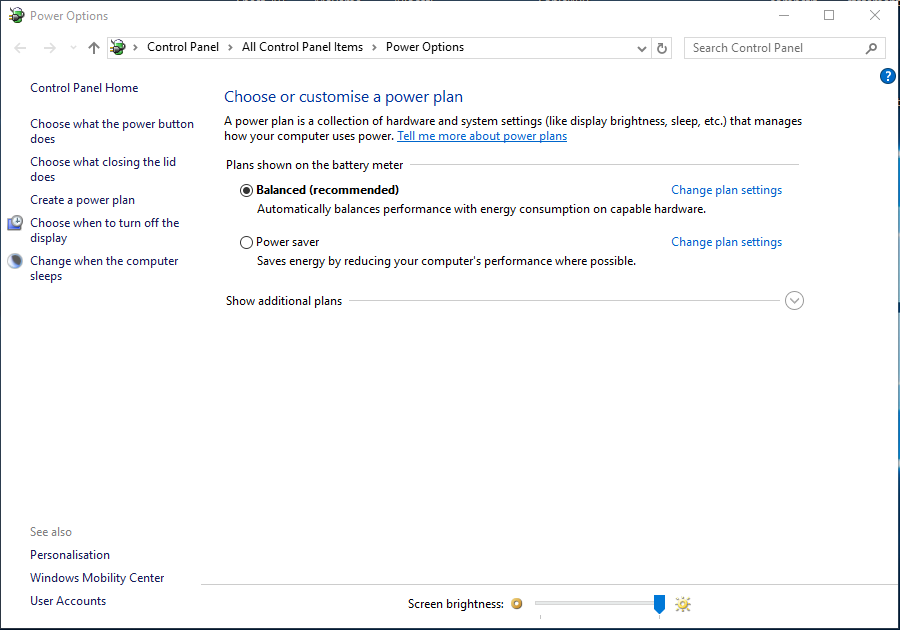 Power Options
Control Panel > All Control Panel Items > Power Options
Search Control Panel
Control Panel Home
Choose what the power button
does
Choose what closing the lid
does
Create a power plan
Choose when to turn off the
display
Change when the computer
sleeps
Choose or customise a power plan
A power plan is a collection of hardware and system settings (like display brightness, sleep, etc.) that manages
how your computer uses power. Tell me more about power plans
Plans shown on the battery meter
Balanced (recommended) Change plan settings
Automatically balances performance with energy consumption on capable hardware.
Power saver Change plan settings
Saves energy by reducing your computer's performance where possible.
Show additional plans
See also
Personalisation
Windows Mobility Center
User Accounts
Screen brightness:
?